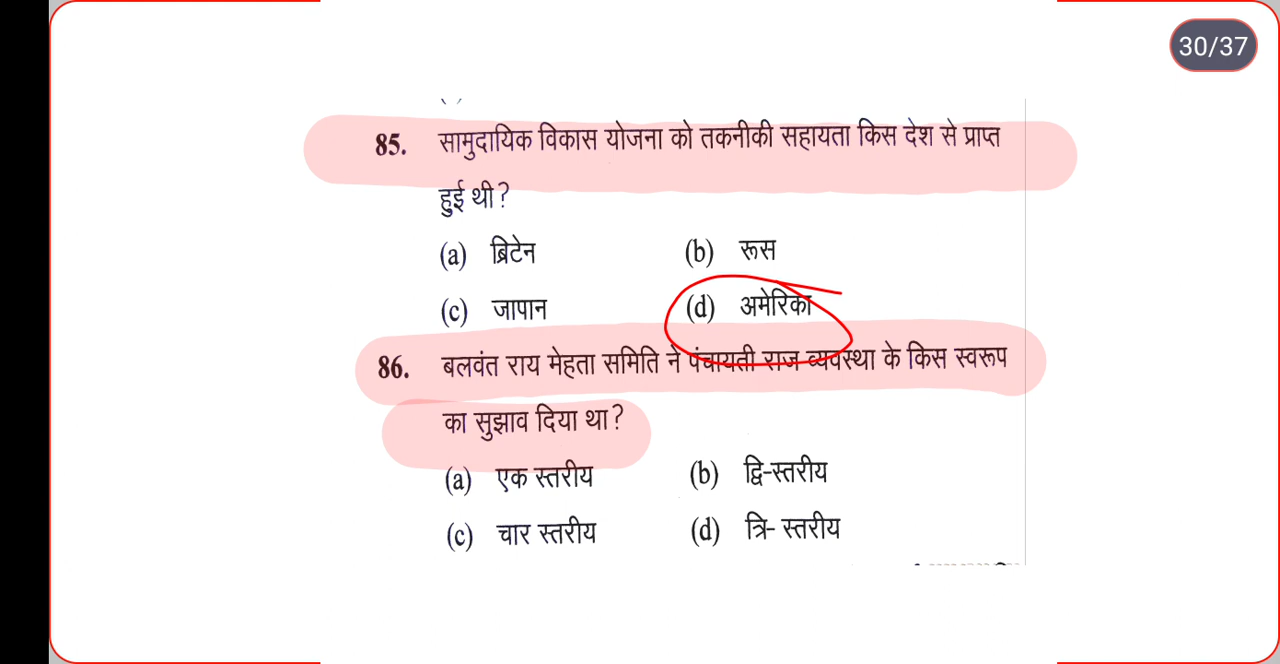 30/37
85. सामुदायिक विकास योजना को तकनीकी सहायता किस देश से प्राप्त
हुई थी?
(a) ब्रिटेन (b) रूस
(c) जापान (d) अमेरिका
86. बलवंत राय मेहता समिति ने पंचायती राज व्यवस्था के किस स्वरूप
का सुझाव दिया था?
(a) एक स्तरीय (b) द्वि-स्तरीय
(c) चार स्तरीय (d) त्रि- स्तरीय